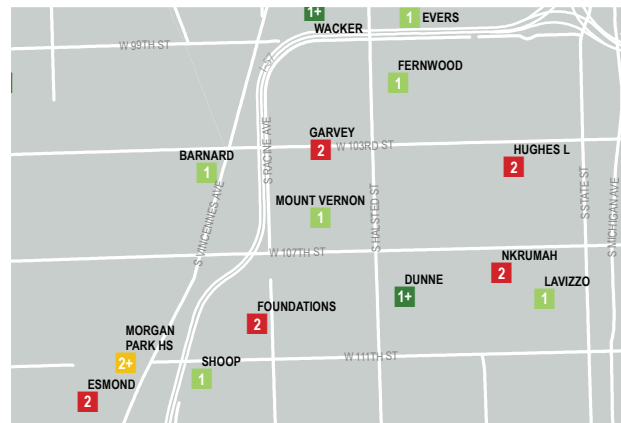 1+
WACKER
1
EVERS
W 99TH ST
I-57
FERNWOOD
1
GARVEY
2
W 103RD ST
HUGHES L
2
BARNARD
1
S RACINE AVE
MOUNT VERNON
1
S HALSTED ST
S STATE ST
S MICHIGAN AVE
S VINCENNES AVE
W 107TH ST
NKRUMAH
2
DUNNE
1+
LAVIZZO
1
FOUNDATIONS
2
MORGAN
PARK HS
2+
SHOOP
1
W 111TH ST
ESMOND
2